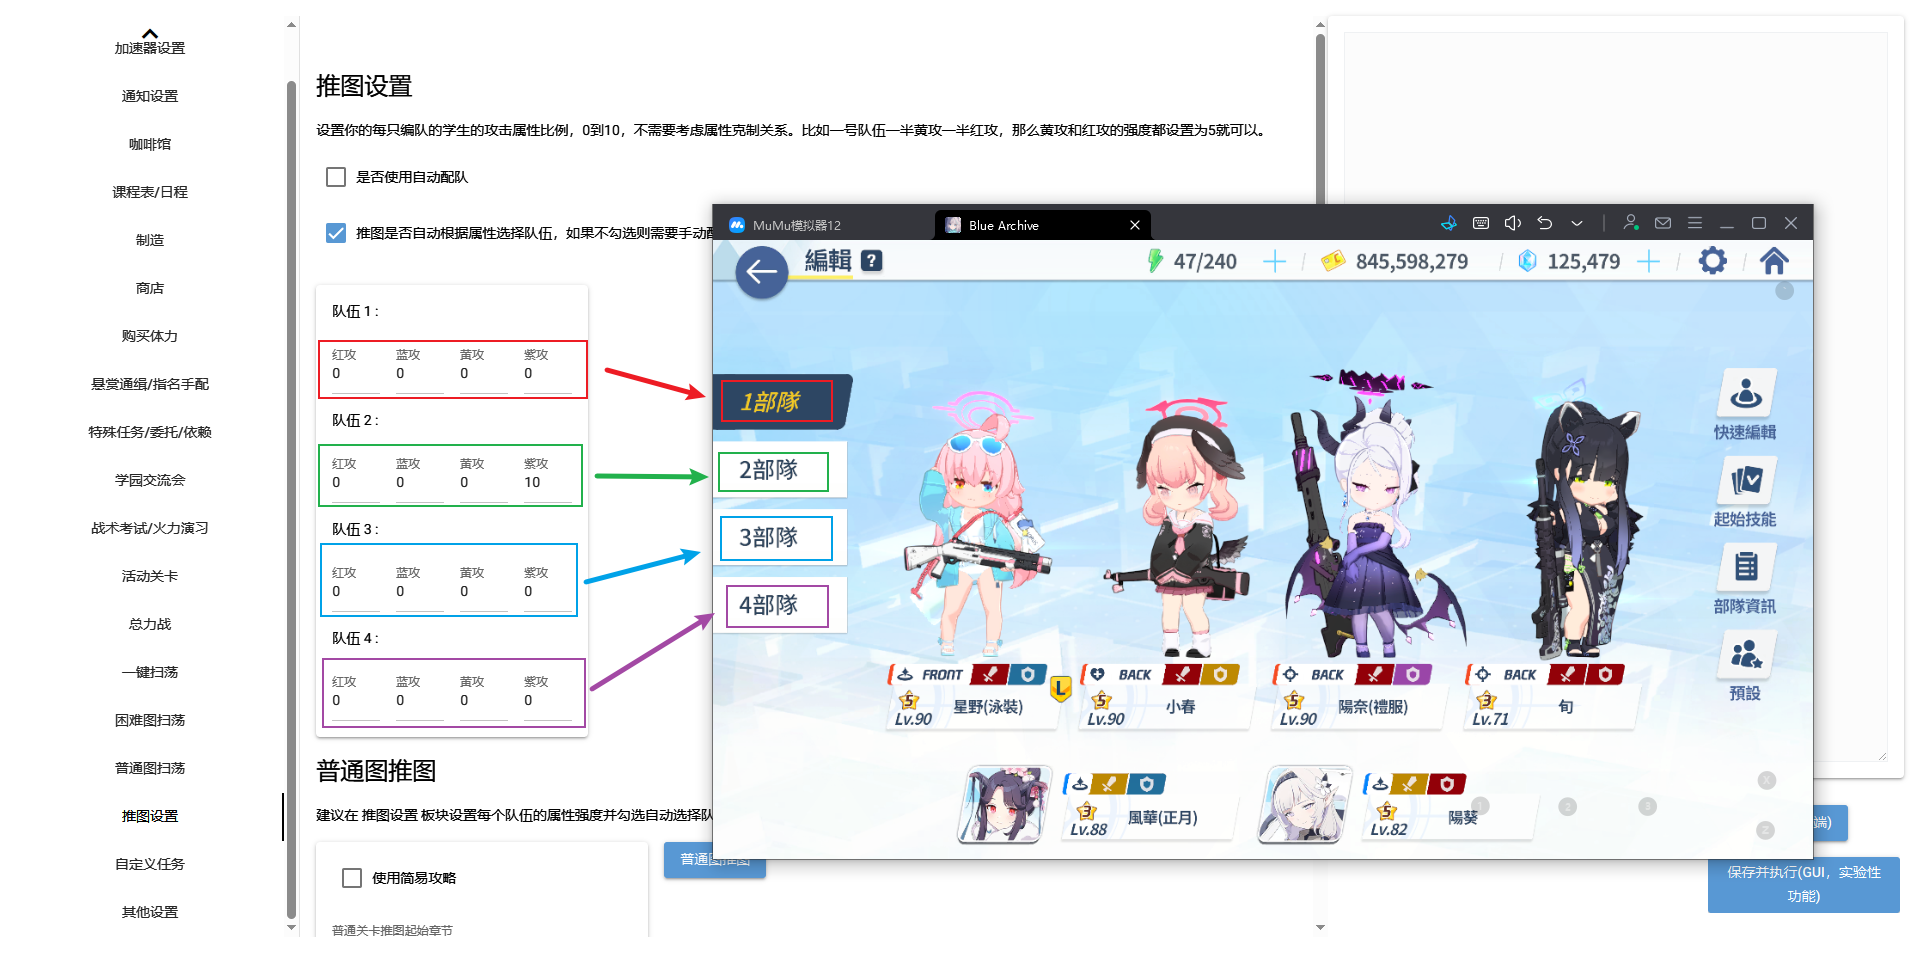 加速器设置
通知设置
咖啡馆
课程表/日程
制造
商店
购买体力
悬赏通缉/指名手配
特殊任务/委托/依赖
学园交流会
战术考试/火力演习
活动关卡
总力战
一键扫荡
困难图扫荡
普通图扫荡
推图设置
自定义任务
其他设置
推图设置
设置你的每只编队的学生的攻击属性比例，0到10，不需要考虑属性克制关系。比如一号队伍一半黄攻一半红攻，那么黄攻和红攻的强度都设置为5就可以。
是否使用自动配队
推图是否自动根据属性选择队伍，如果不勾选则需要手动配
队伍 1 :
红攻 蓝攻 黄攻 紫攻
0 0 0 0
队伍 2 :
红攻 蓝攻 黄攻 紫攻
0 0 0 10
队伍 3 :
红攻 蓝攻 黄攻 紫攻
0 0 0 0
队伍 4 :
红攻 蓝攻 黄攻 紫攻
0 0 0 0
普通图推图
建议在 推图设置 板块设置每个队伍的属性强度并勾选自动选择队
使用简易攻略
普通关卡推图起始章节
普通图推图
MuMu模拟器12
Blue Archive
編輯 ?
47/240
845,598,279
125,479
1部隊
2部隊
3部隊
4部隊
快速編輯
起始技能
部隊資訊
預設
FRONT
5
Lv.90
星野(泳裝)
L
BACK
5
Lv.90
小春
BACK
5
Lv.90
陽奈(禮服)
BACK
3
Lv.71
旬
3
Lv.88
風華(正月)
5
Lv.82
陽葵
1
2
3
X
Z
端)
保存并执行(GUI，实验性
功能)